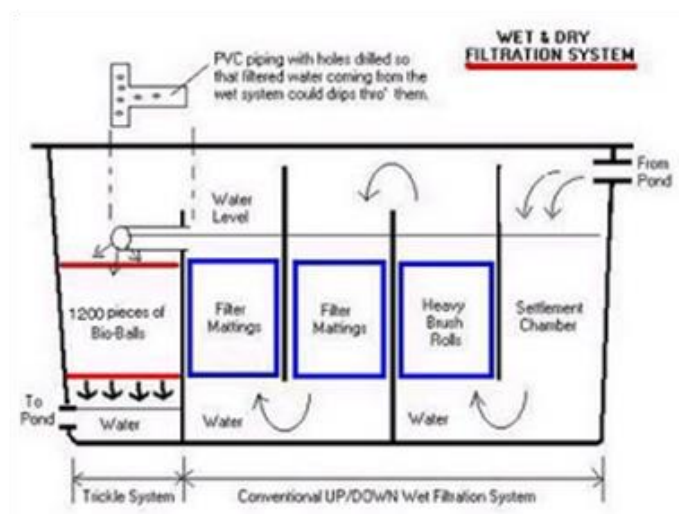 WET & DRY
FILTRATION SYSTEM
PVC piping with holes drilled so
that filtered water coming from the
wet system could drips thro' them.
From
Pond
Water
Level
1200 pieces of
Bio-Balls
Filter
Mattings
Filter
Mattings
Heavy
Brush
Rolls
Settlement
Chamber
To
Pond
Water
Water
Water
Trickle System
Conventional UP/DOWN Wet Filtration System